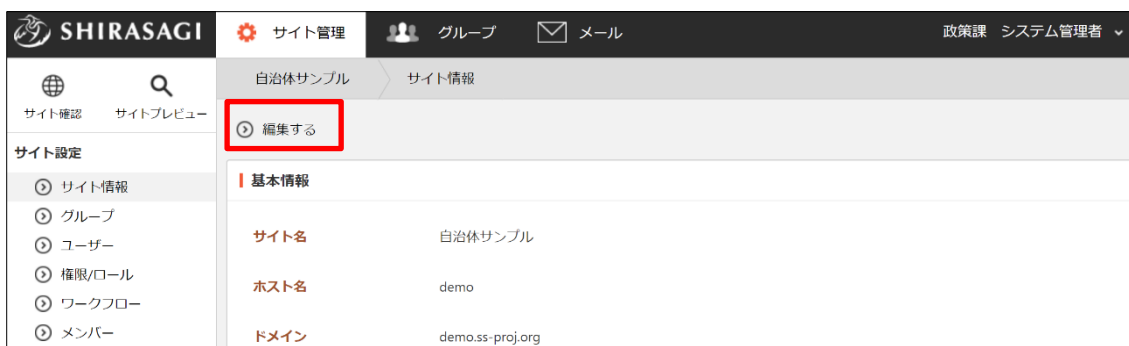 SHIRASAGI サイト管理 グループ メール 政策課 システム管理者
サイト確認 サイトプレビュー
自治体サンプル サイト情報
編集する
サイト設定
サイト情報
グループ
ユーザー
権限/ロール
ワークフロー
メンバー
基本情報
サイト名 自治体サンプル
ホスト名 demo
ドメイン demo.ss-proj.org